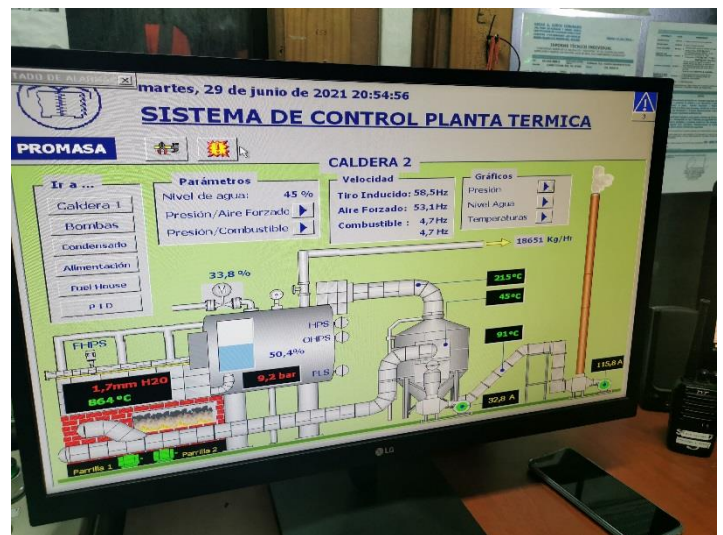 martes, 29 de junio de 2021 20:54:56
SISTEMA DE CONTROL PLANTA TERMICA
PROMASA
CALDERA 2
Ir a ...
Caldera 1
Bombas
Condensado
Alimentación
Fuel House
P I D
Parámetros
Nivel de agua: 45 %
Presión/Aire Forzado
Presión/Combustible
Velocidad
Tiro Inducido: 58,5Hz
Aire Forzado: 53,1Hz
Combustible : 4,7Hz
4,7 Hz
Gráficos
Presión
Nivel Agua
Temperaturas
18651 Kg/Hr
33,8 %
215°C
45°C
91°C
FHPS
HPS
OHPS
50,4%
9,2 bar
FLS
1,7mm H2O
864 °C
32,8 A
115,8 A
Parrilla 1
Parrilla 2
LG